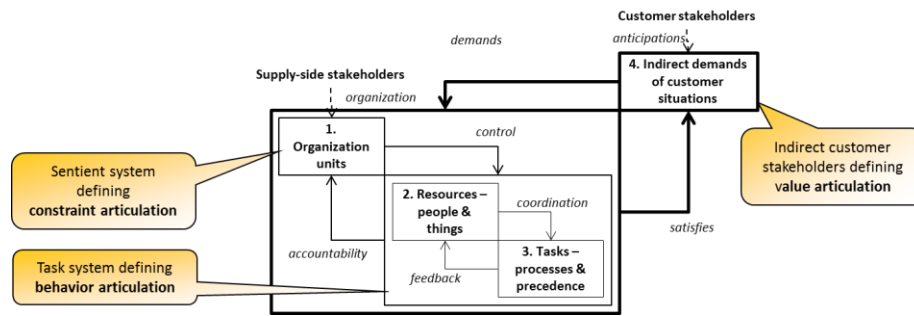 Customer stakeholders
demands
anticipations
4. Indirect demands
of customer
situations
Supply-side stakeholders
organization
1.
Organization
units
control
Sentient system
defining
constraint articulation
Indirect customer
stakeholders defining
value articulation
2. Resources –
people &
things
coordination
satisfies
accountability
3. Tasks –
processes &
precedence
feedback
Task system defining
behavior articulation